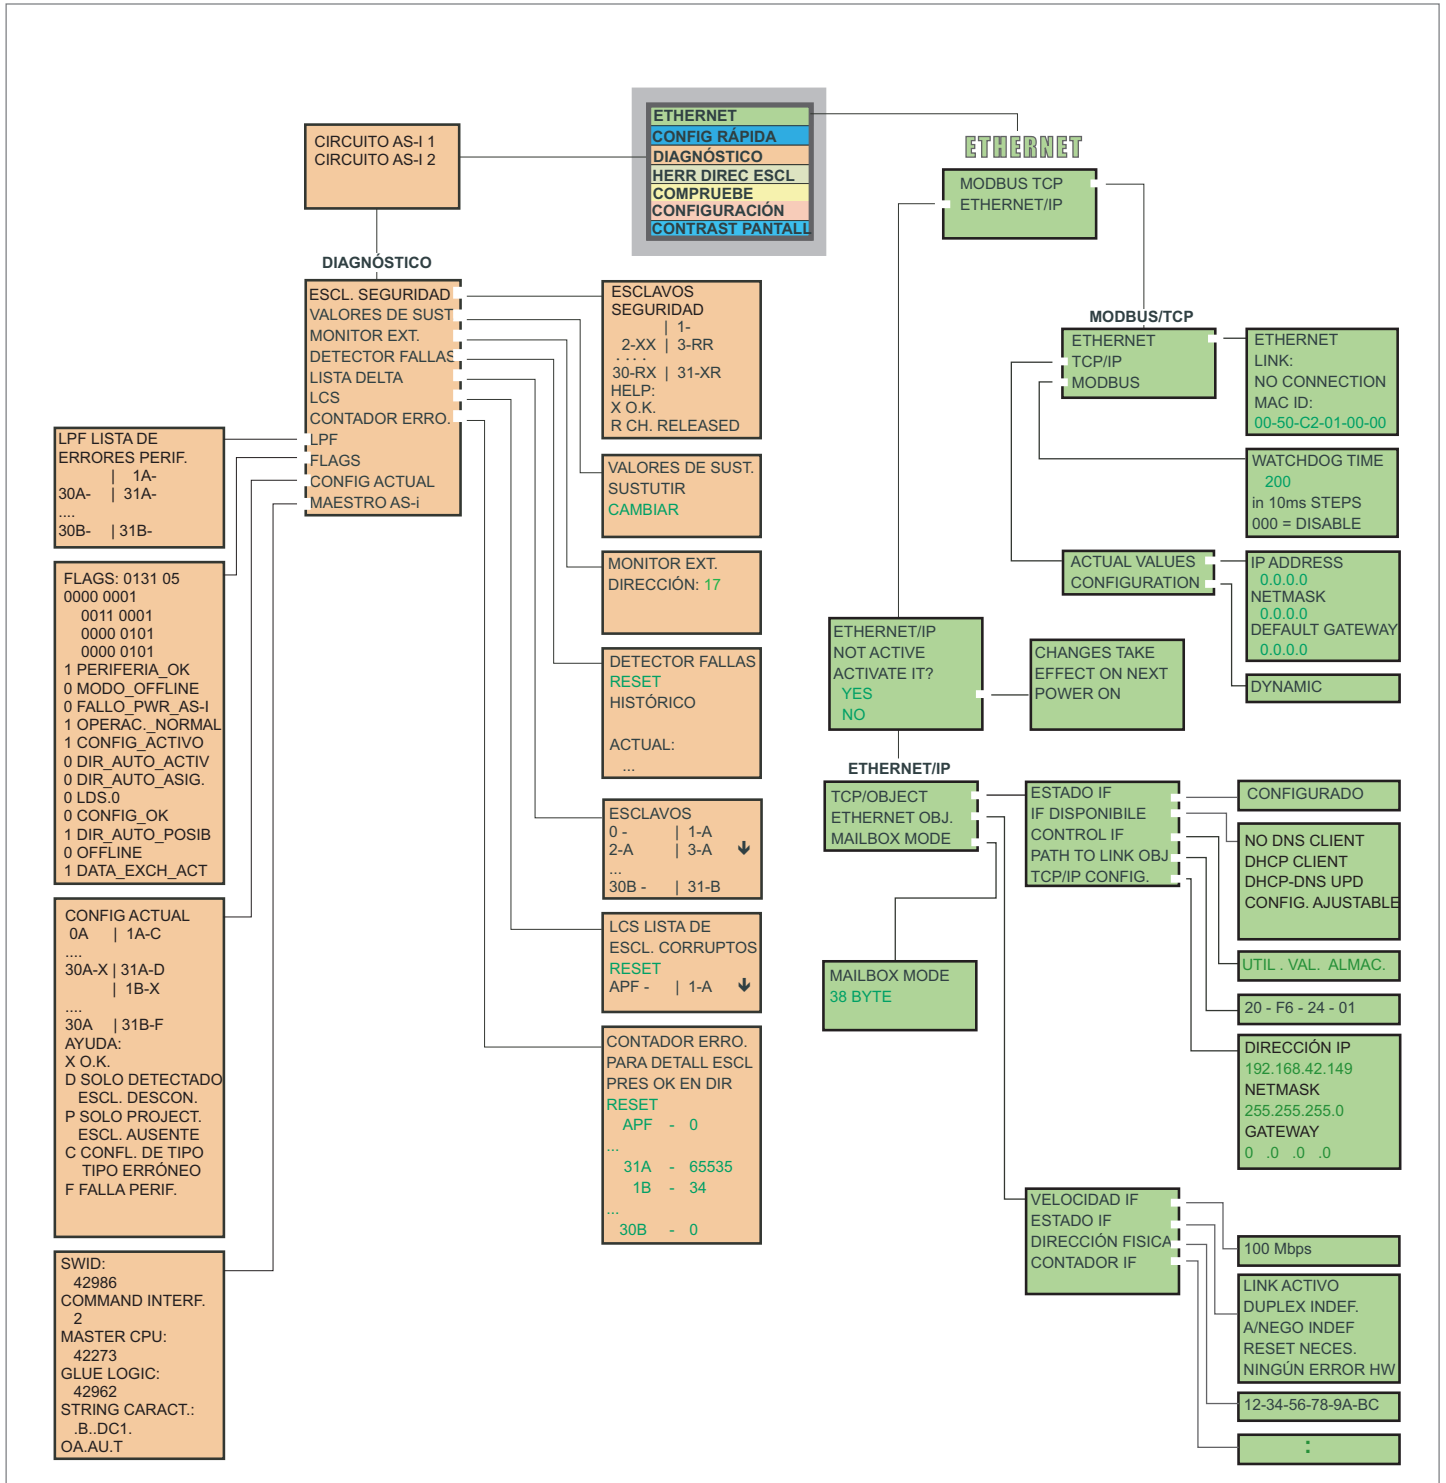 ETHERNET
CONFIG RÁPIDA
DIAGNÓSTICO
HERR DIREC ESCL
COMPRUEBE
CONFIGURACIÓN
CONTRAST PANTALL
CIRCUITO AS-I 1
CIRCUITO AS-I 2
DIAGNÓSTICO
ESCL. SEGURIDAD
VALORES DE SUST
MONITOR EXT.
DETECTOR FALLAS
LISTA DELTA
LCS
CONTADOR ERRO.
LPF
FLAGS
CONFIG ACTUAL
MAESTRO AS-i
LPF LISTA DE
ERRORES PERIF.
| 1A-
30A- | 31A-
....
30B- | 31B-
FLAGS: 0131 05
0000 0001
0011 0001
0000 0101
0000 0101
1 PERIFERIA_OK
0 MODO_OFFLINE
0 FALLO_PWR_AS-I
1 OPERAC._NORMAL
1 CONFIG_ACTIVO
0 DIR_AUTO_ACTIV
0 DIR_AUTO_ASIG.
0 LDS.0
0 CONFIG_OK
1 DIR_AUTO_POSIB
0 OFFLINE
1 DATA_EXCH_ACT
CONFIG ACTUAL
0A | 1A-C
....
30A-X | 31A-D
| 1B-X
....
30A | 31B-F
AYUDA:
X O.K.
D SOLO DETECTADO
ESCL. DESCON.
P SOLO PROJECT.
ESCL. AUSENTE
C CONFL. DE TIPO
TIPO ERRÓNEO
F FALLA PERIF.
SWID:
42986
COMMAND INTERF.
2
MASTER CPU:
42273
GLUE LOGIC:
42962
STRING CARACT.:
.B..DC1.
OA.AU.T
ESCLAVOS
SEGURIDAD
| 1-
2-XX | 3-RR
. . . .
30-RX | 31-XR
HELP:
X O.K.
R CH. RELEASED
VALORES DE SUST.
SUSTUTIR
CAMBIAR
MONITOR EXT.
DIRECCIÓN: 17
DETECTOR FALLAS
RESET
HISTÓRICO
ACTUAL:
...
ESCLAVOS
0 - | 1-A
2-A | 3-A 🡻
...
30B - | 31-B
LCS LISTA DE
ESCL. CORRUPTOS
RESET
APF - | 1-A 🡻
CONTADOR ERRO.
PARA DETALL ESCL
PRES OK EN DIR
RESET
APF - 0
...
31A - 65535
1B - 34
...
30B - 0
ETHERNET
MODBUS TCP
ETHERNET/IP
MODBUS/TCP
ETHERNET
TCP/IP
MODBUS
ETHERNET
LINK:
NO CONNECTION
MAC ID:
00-50-C2-01-00-00
WATCHDOG TIME
200
in 10ms STEPS
000 = DISABLE
ACTUAL VALUES
CONFIGURATION
IP ADDRESS
0.0.0.0
NETMASK
0.0.0.0
DEFAULT GATEWAY
0.0.0.0
DYNAMIC
ETHERNET/IP
NOT ACTIVE
ACTIVATE IT?
YES
NO
CHANGES TAKE
EFFECT ON NEXT
POWER ON
ETHERNET/IP
TCP/OBJECT
ETHERNET OBJ.
MAILBOX MODE
MAILBOX MODE
38 BYTE
ESTADO IF
IF DISPONIBILE
CONTROL IF
PATH TO LINK OBJ
TCP/IP CONFIG.
CONFIGURADO
NO DNS CLIENT
DHCP CLIENT
DHCP-DNS UPD
CONFIG. AJUSTABLE
UTIL . VAL. ALMAC.
20 - F6 - 24 - 01
DIRECCIÓN IP
192.168.42.149
NETMASK
255.255.255.0
GATEWAY
0 .0 .0 .0
VELOCIDAD IF
ESTADO IF
DIRECCIÓN FISICA
CONTADOR IF
100 Mbps
LINK ACTIVO
DUPLEX INDEF.
A/NEGO INDEF
RESET NECES.
NINGÚN ERROR HW
12-34-56-78-9A-BC
: